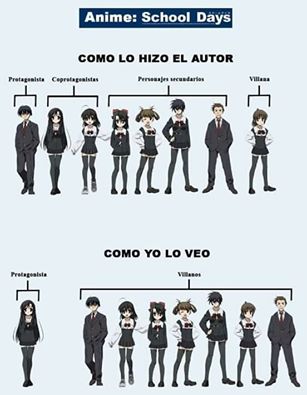 Anime: School Days
COMO LO HIZO EL AUTOR
Protagonista Coprotagonistas Personajes secundarios Villana
COMO YO LO VEO
Protagonista Villanos